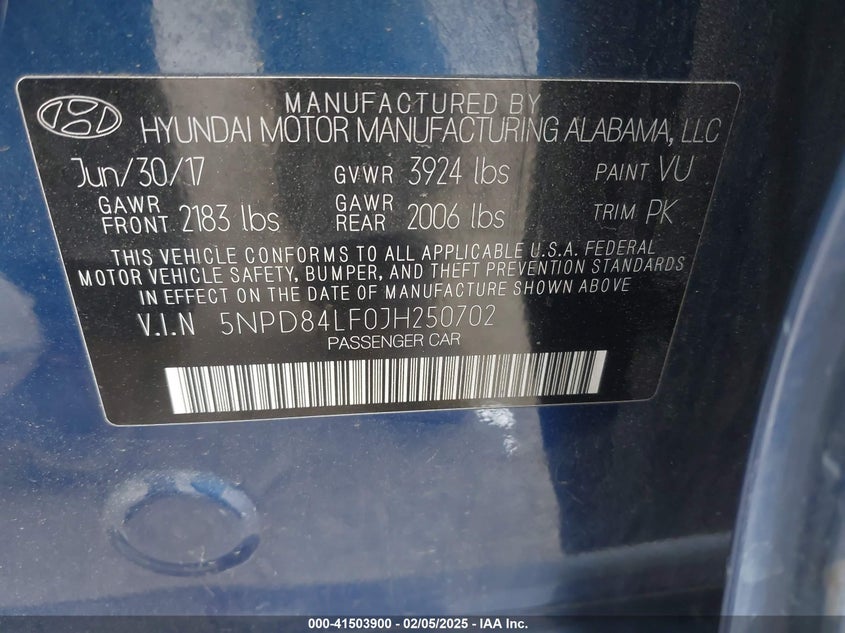 MANUFACTURED BY
HYUNDAI MOTOR MANUFACTURING ALABAMA, LLC
Jun/30/17 GVWR 3924 lbs PAINT VU
GAWR FRONT 2183 lbs GAWR REAR 2006 lbs TRIM PK
THIS VEHICLE CONFORMS TO ALL APPLICABLE U.S.A. FEDERAL
MOTOR VEHICLE SAFETY, BUMPER, AND THEFT PREVENTION STANDARDS
IN EFFECT ON THE DATE OF MANUFACTURE SHOWN ABOVE
V.I.N 5NPD84LF0JH250702
PASSENGER CAR
000-41503900 - 02/05/2025 - IAA Inc.